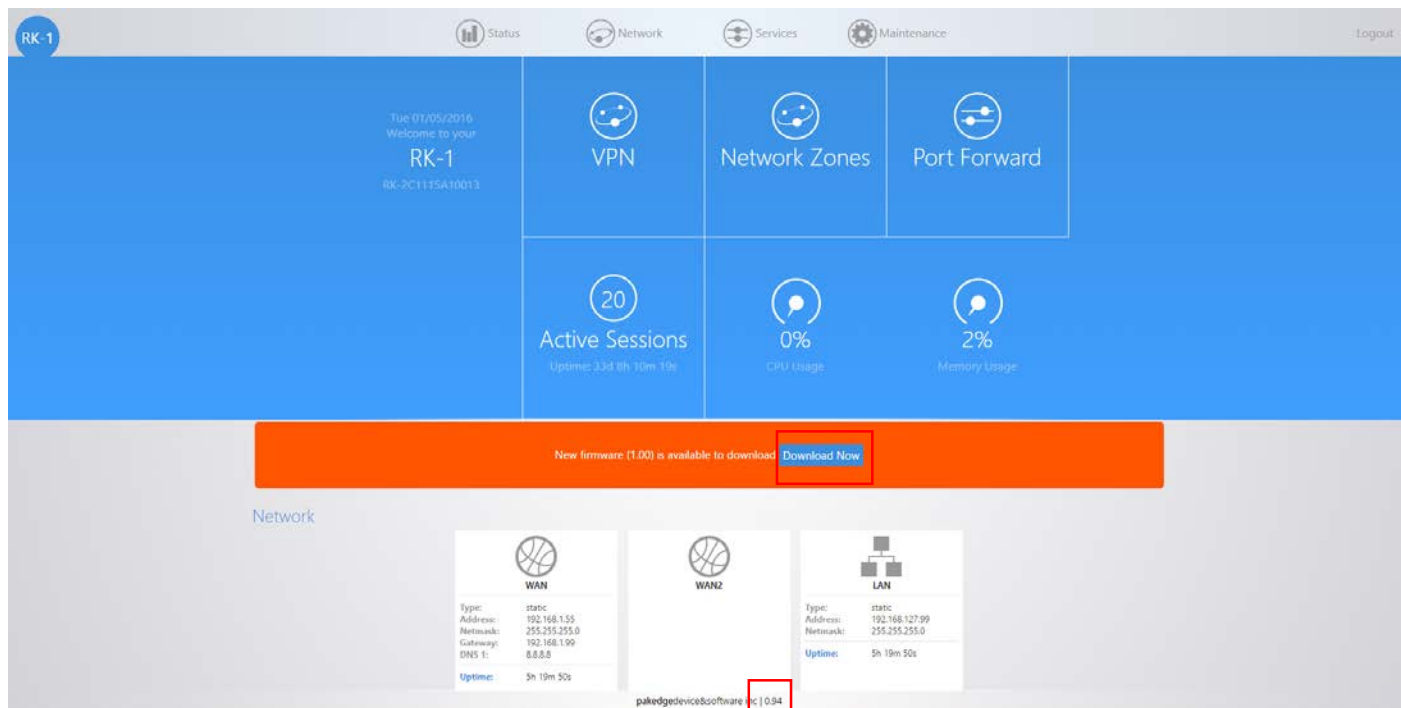 RK-1
Status
Network
Services
Maintenance
Logout
Tue 01/05/2016
Welcome to your
RK-1
RK-2C1115A10013
VPN
Network Zones
Port Forward
20
Active Sessions
Uptime: 33d 8h 10m 19s
0%
CPU Usage
2%
Memory Usage
New firmware (1.00) is available to download Download Now
Network
WAN
Type: static
Address: 192.168.1.55
Netmask: 255.255.255.0
Gateway: 192.168.1.99
DNS 1: 8.8.8.8
Uptime: 5h 19m 50s
WAN2
LAN
Type: static
Address: 192.168.127.99
Netmask: 255.255.255.0
Uptime: 5h 19m 50s
pakedgedevice&software inc | 0.94